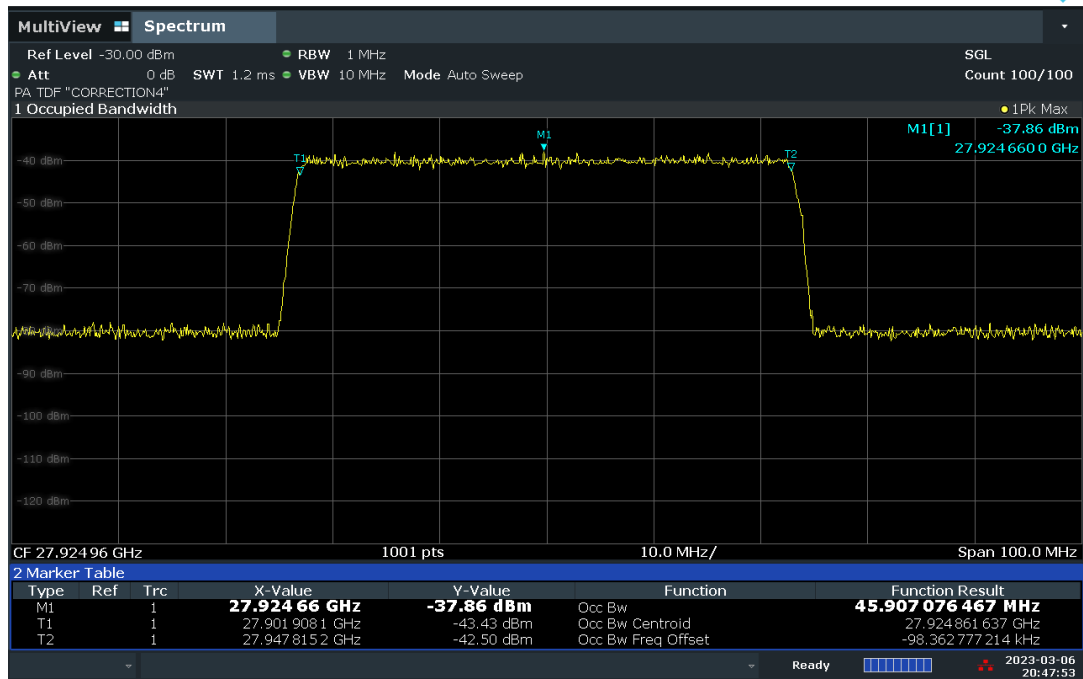 MultiView Spectrum
Ref Level -30.00 dBm RBW 1 MHz SGL
Att 0 dB SWT 1.2 ms VBW 10 MHz Mode Auto Sweep Count 100/100
PA TDF "CORRECTION4"
1 Occupied Bandwidth 1Pk Max
M1[1] -37.86 dBm
27.924 660 0 GHz
M1
T1
T2
-40 dBm
-50 dBm
-60 dBm
-70 dBm
-90 dBm
-100 dBm
-110 dBm
-120 dBm
CF 27.924 96 GHz 1001 pts 10.0 MHz/ Span 100.0 MHz
2 Marker Table
Type Ref Trc X-Value Y-Value Function Function Result
M1 1 27.924 66 GHz -37.86 dBm Occ Bw 45.907 076 467 MHz
T1 1 27.901 908 1 GHz -43.43 dBm Occ Bw Centroid 27.924 861 637 GHz
T2 1 27.947 815 2 GHz -42.50 dBm Occ Bw Freq Offset -98.362 777 214 kHz
Ready 2023-03-06
20:47:53